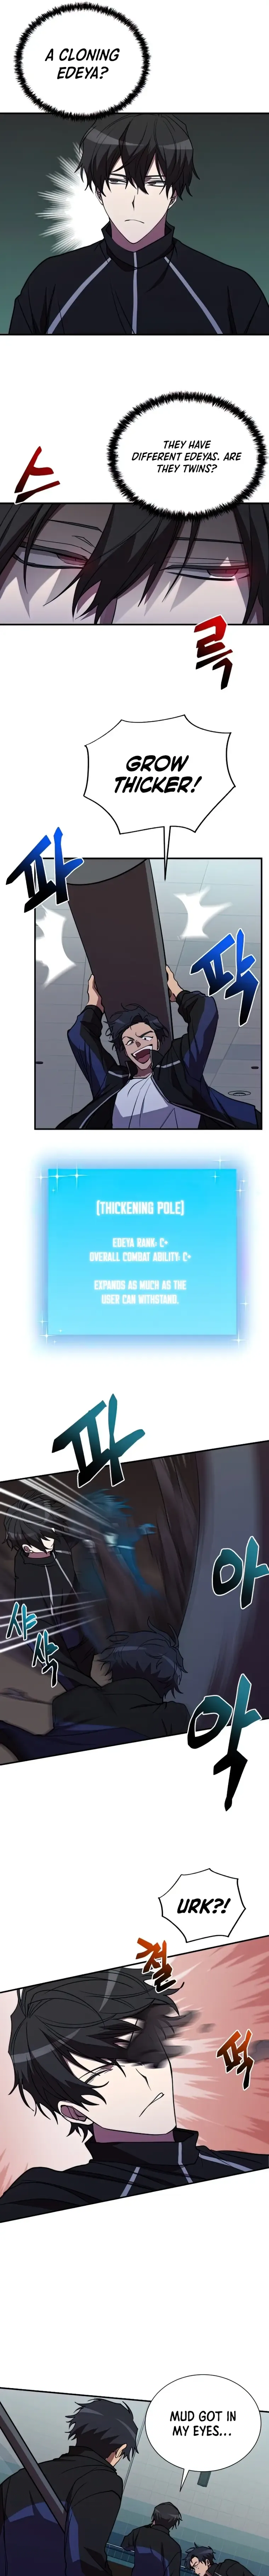 A CLONING
EDEYA?
THEY HAVE
DIFFERENT EDEYAS. ARE
THEY TWINS?
스
륵
GROW
THICKER!
파
팍
[THICKENING POLE]
EDEYA RANK: C+
OVERALL COMBAT ABILITY: C+
EXPANDS AS MUCH AS THE
USER CAN WITHSTAND.
파
아
사
삭
악
URK?!
철
퍽
MUD GOT IN
MY EYES...